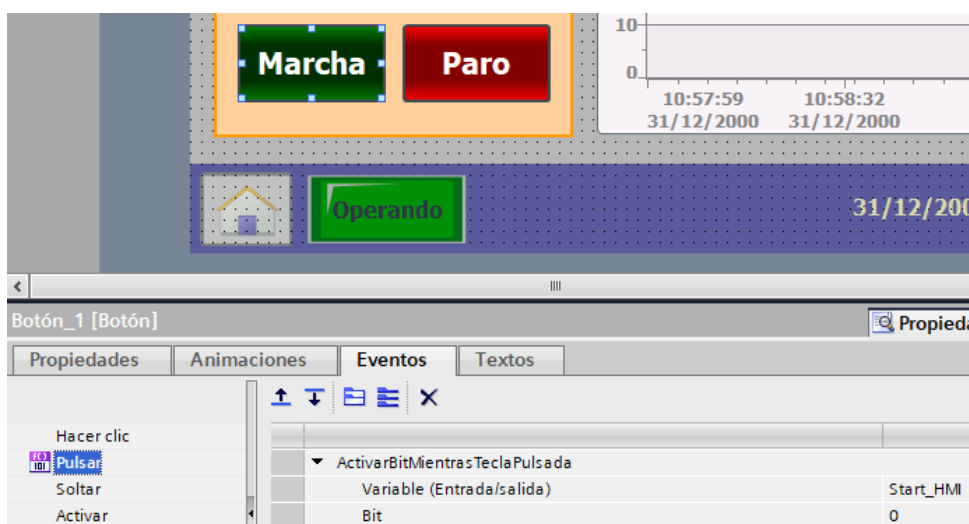 10
0
Marcha Paro
10:57:59 10:58:32
31/12/2000 31/12/2000
Operando
31/12/200
Botón_1 [Botón]
Propieda
Propiedades Animaciones Eventos Textos
Hacer clic
Pulsar
ActivarBitMientrasTeclaPulsada
Soltar
Variable (Entrada/salida) Start_HMI
Activar
Bit 0